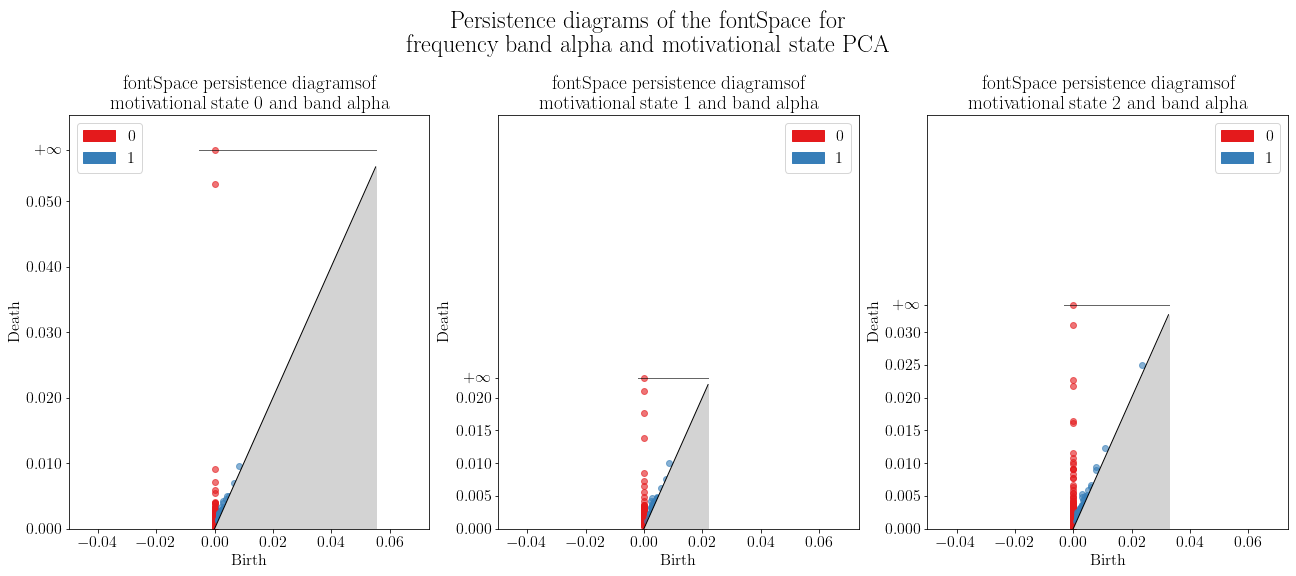 Persistence diagrams of the fontSpace for
frequency band alpha and motivational state PCA
fontSpace persistence diagramsof
motivational state 0 and band alpha
0
1
+∞
0.050
0.040
0.030
0.020
0.010
0.000
Death
−0.04 −0.02 0.00 0.02 0.04 0.06
Birth
fontSpace persistence diagramsof
motivational state 1 and band alpha
0
1
+∞
0.020
0.015
0.010
0.005
0.000
Death
−0.04 −0.02 0.00 0.02 0.04 0.06
Birth
fontSpace persistence diagramsof
motivational state 2 and band alpha
0
1
+∞
0.030
0.025
0.020
0.015
0.010
0.005
0.000
Death
−0.04 −0.02 0.00 0.02 0.04 0.06
Birth